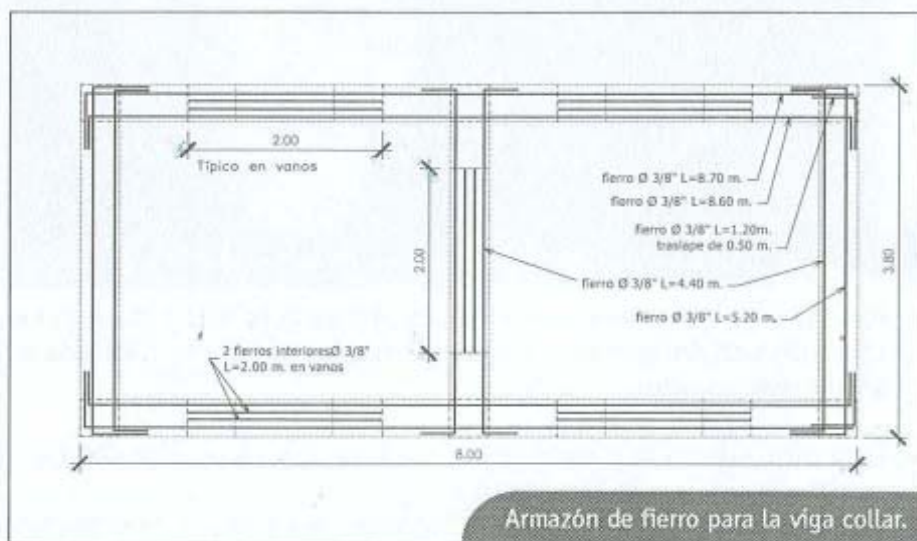 2.00
Típico en vanos
fierro Ø 3/8" L=8.70 m.
fierro Ø 3/8" L=8.60 m.
fierro Ø 3/8" L=1.20m.
traslape de 0.50 m.
2.00
3.80
fierro Ø 3/8" L=4.40 m.
fierro Ø 3/8" L=5.20 m.
2 fierros interioresØ 3/8"
L=2.00 m. en vanos
8.00
Armazón de fierro para la viga collar.